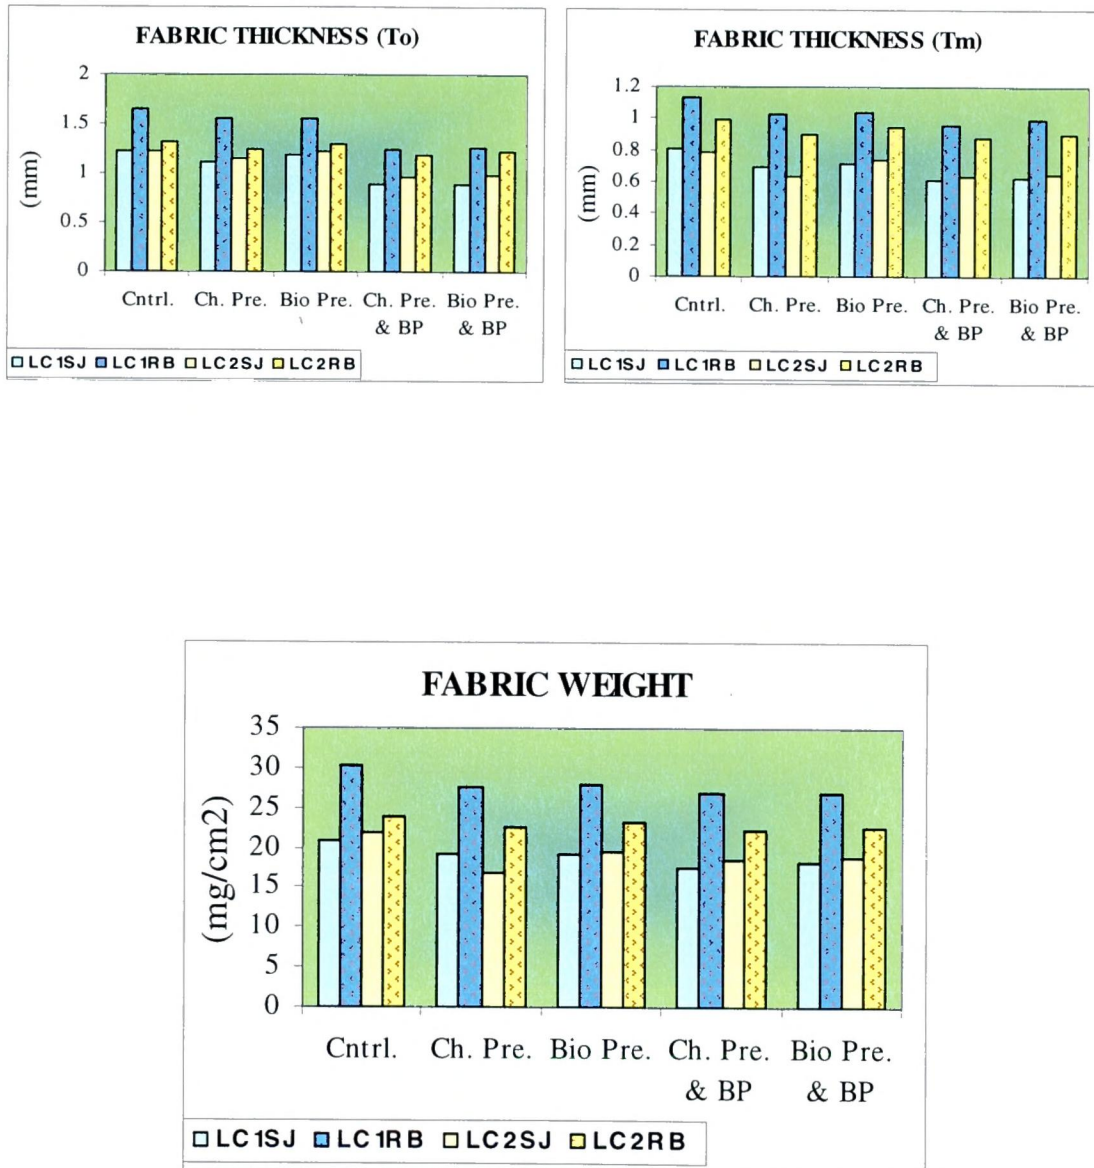 FABRIC THICKNESS (To)
2
1.5
1
0.5
0
(mm)
Cntrl. Ch. Pre. Bio Pre. Ch. Pre. Bio Pre.
& BP & BP
LC1SJ LC1RB LC2SJ LC2RB
FABRIC THICKNESS (Tm)
1.2
1
0.8
0.6
0.4
0.2
0
(mm)
Cntrl. Ch. Pre. Bio Pre. Ch. Pre. Bio Pre.
& BP & BP
LC1SJ LC1RB LC2SJ LC2RB
FABRIC WEIGHT
35
30
25
20
15
10
5
0
(mg/cm2)
Cntrl. Ch. Pre. Bio Pre. Ch. Pre. Bio Pre.
& BP & BP
LC1SJ LC1RB LC2SJ LC2RB